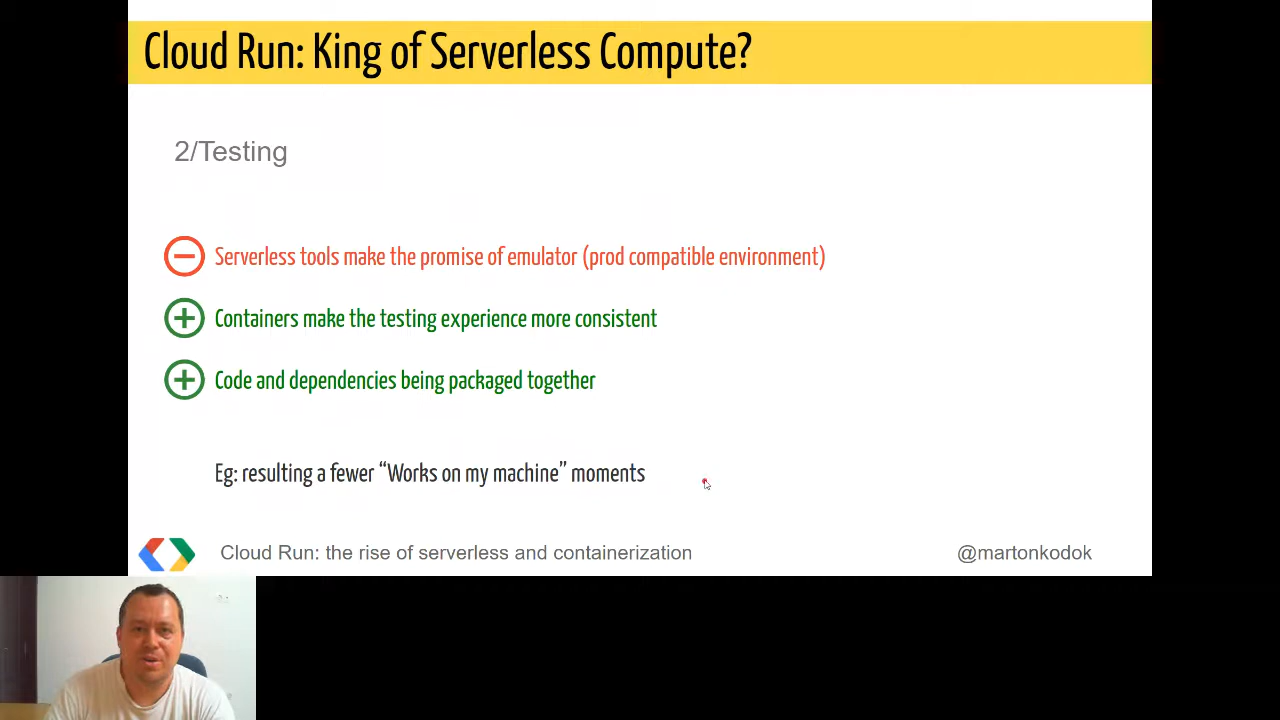 Cloud Run: King of Serverless Compute?
2/Testing
Serverless tools make the promise of emulator (prod compatible environment)
Containers make the testing experience more consistent
Code and dependencies being packaged together
Eg: resulting a fewer “Works on my machine” moments
Cloud Run: the rise of serverless and containerization
@martonkodok